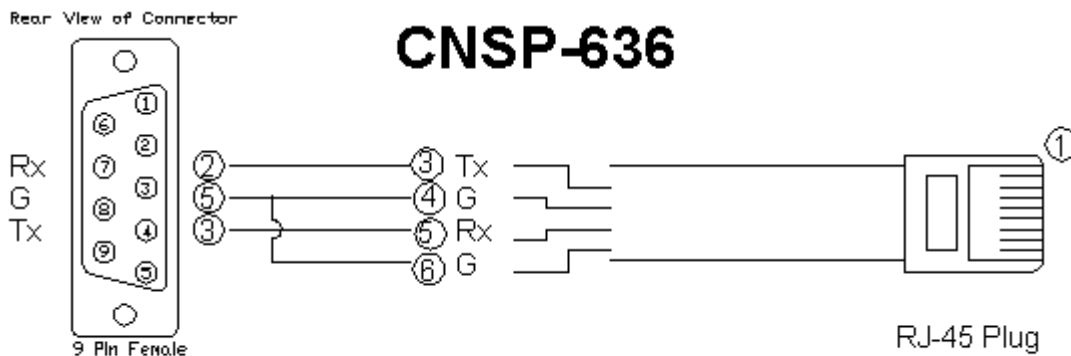 Rear View of Connector
CNSP-636
1
6
2
7
3
8
4
9
5
Rx 2 3 Tx
G 5 4 G
Tx 3 5 Rx
6 G
1
9 Pin Female
RJ-45 Plug